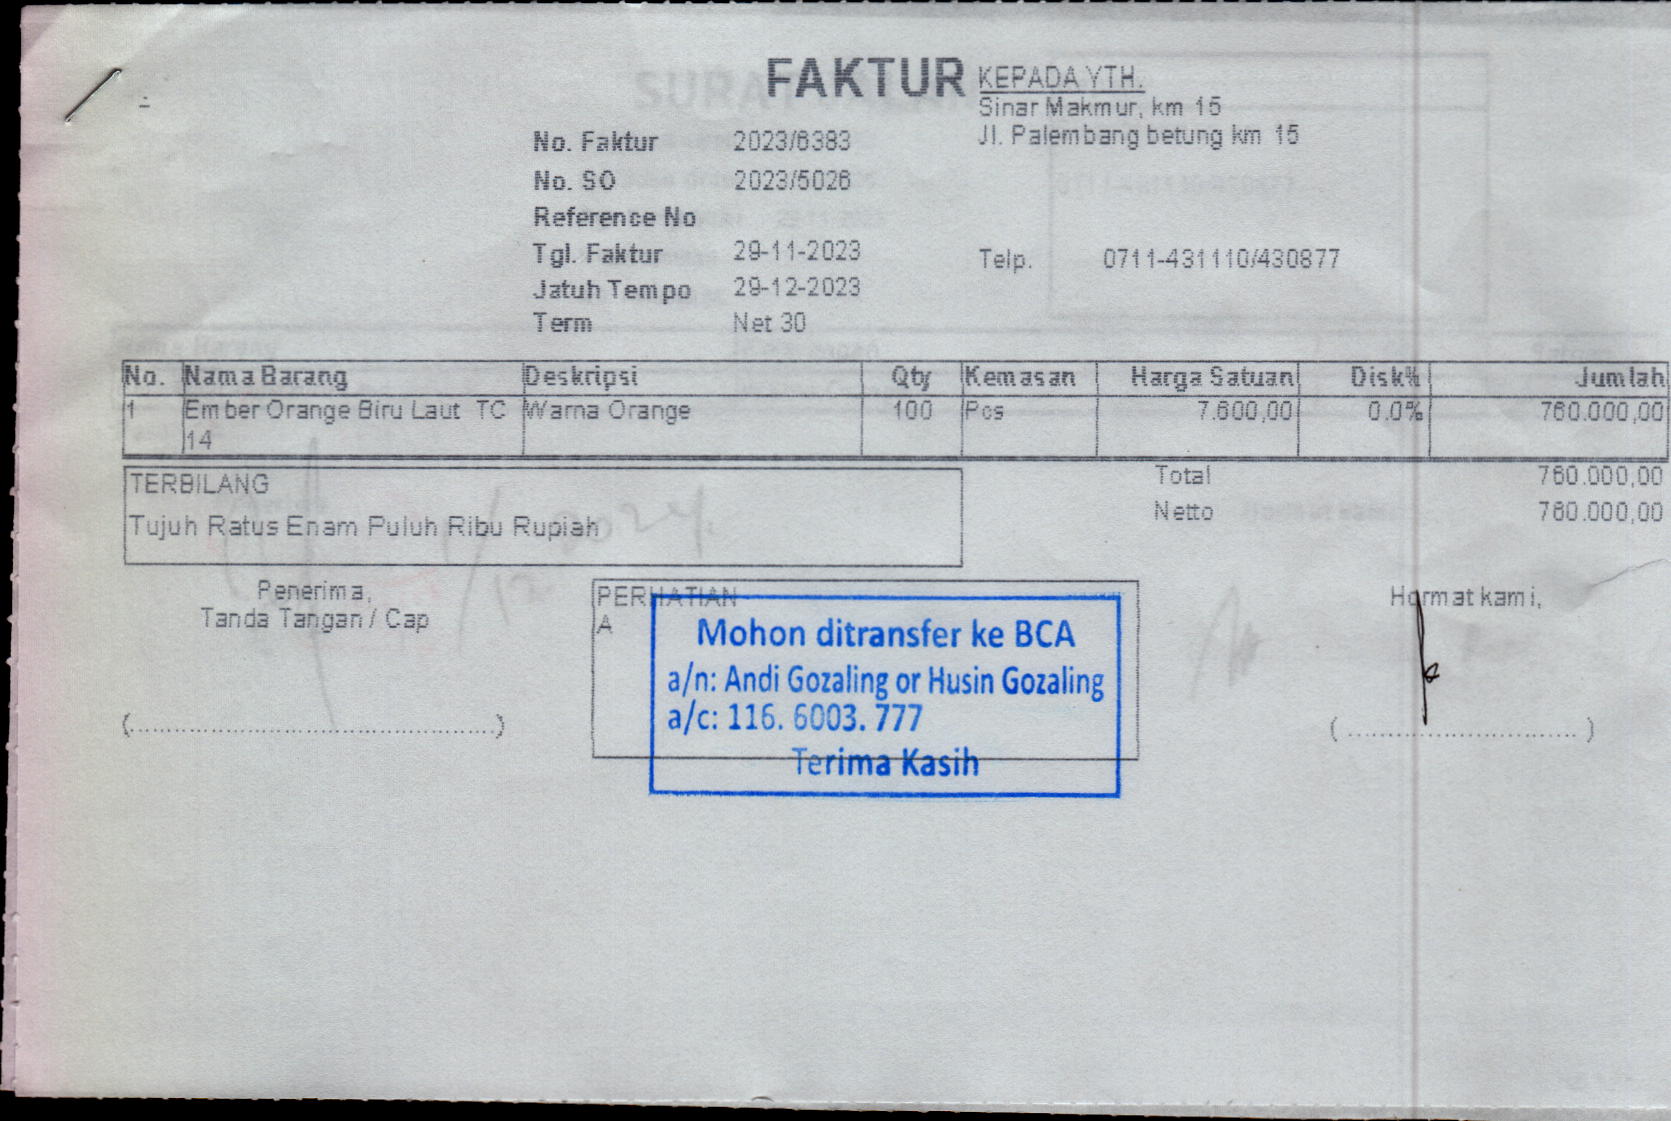 FAKTUR
KEPADA YTH.
Sinar Makmur, km 15
Jl. Palembang betung km 15
No. Faktur 2023/6383
No. SO 2023/5026
Reference No
Tgl. Faktur 29-11-2023
Telp. 0711-431110/430877
Jatuh Tempo 29-12-2023
Term Net 30
No. Nama Barang Deskripsi Qty Kemasan Harga Satuan Disk% Jumlah
1 Ember Orange Biru Laut TC Warna Orange 100 Pcs 7.600,00 0.0% 760.000,00
14
TERBILANG
Tujuh Ratus Enam Puluh Ribu Rupiah
Total 760.000,00
Netto 760.000,00
Penerima,
Tanda Tangan / Cap
(..................................................)
PERHATIAN
A
Mohon ditransfer ke BCA
a/n: Andi Gozaling or Husin Gozaling
a/c: 116. 6003. 777
Terima Kasih
Hormat kami,
(...............................)